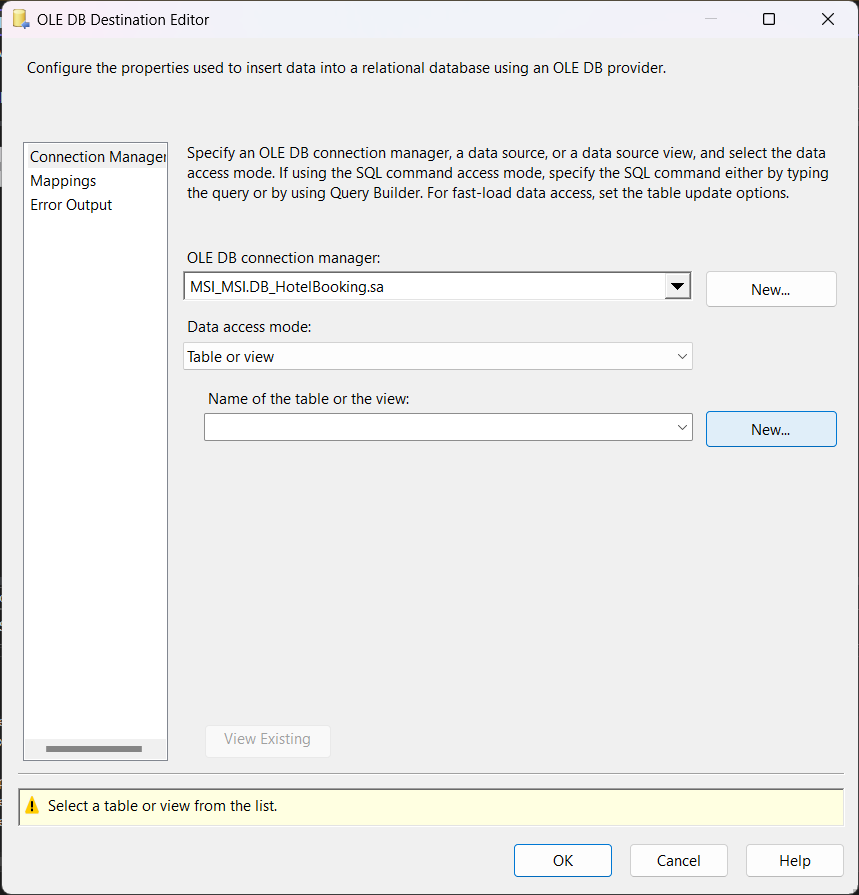 OLE DB Destination Editor
Configure the properties used to insert data into a relational database using an OLE DB provider.
Connection Manager
Mappings
Error Output
Specify an OLE DB connection manager, a data source, or a data source view, and select the data
access mode. If using the SQL command access mode, specify the SQL command either by typing
the query or by using Query Builder. For fast-load data access, set the table update options.
OLE DB connection manager:
MSI_MSI.DB_HotelBooking.sa
New...
Data access mode:
Table or view
Name of the table or the view:
New...
View Existing
Select a table or view from the list.
OK
Cancel
Help